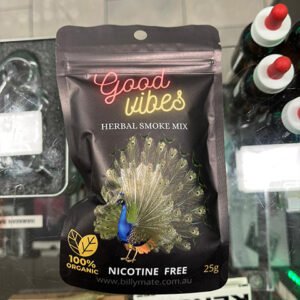 Good
vibes
HERBAL SMOKE MIX
100%
ORGANIC
NICOTINE FREE
25g
www.billymate.com.au